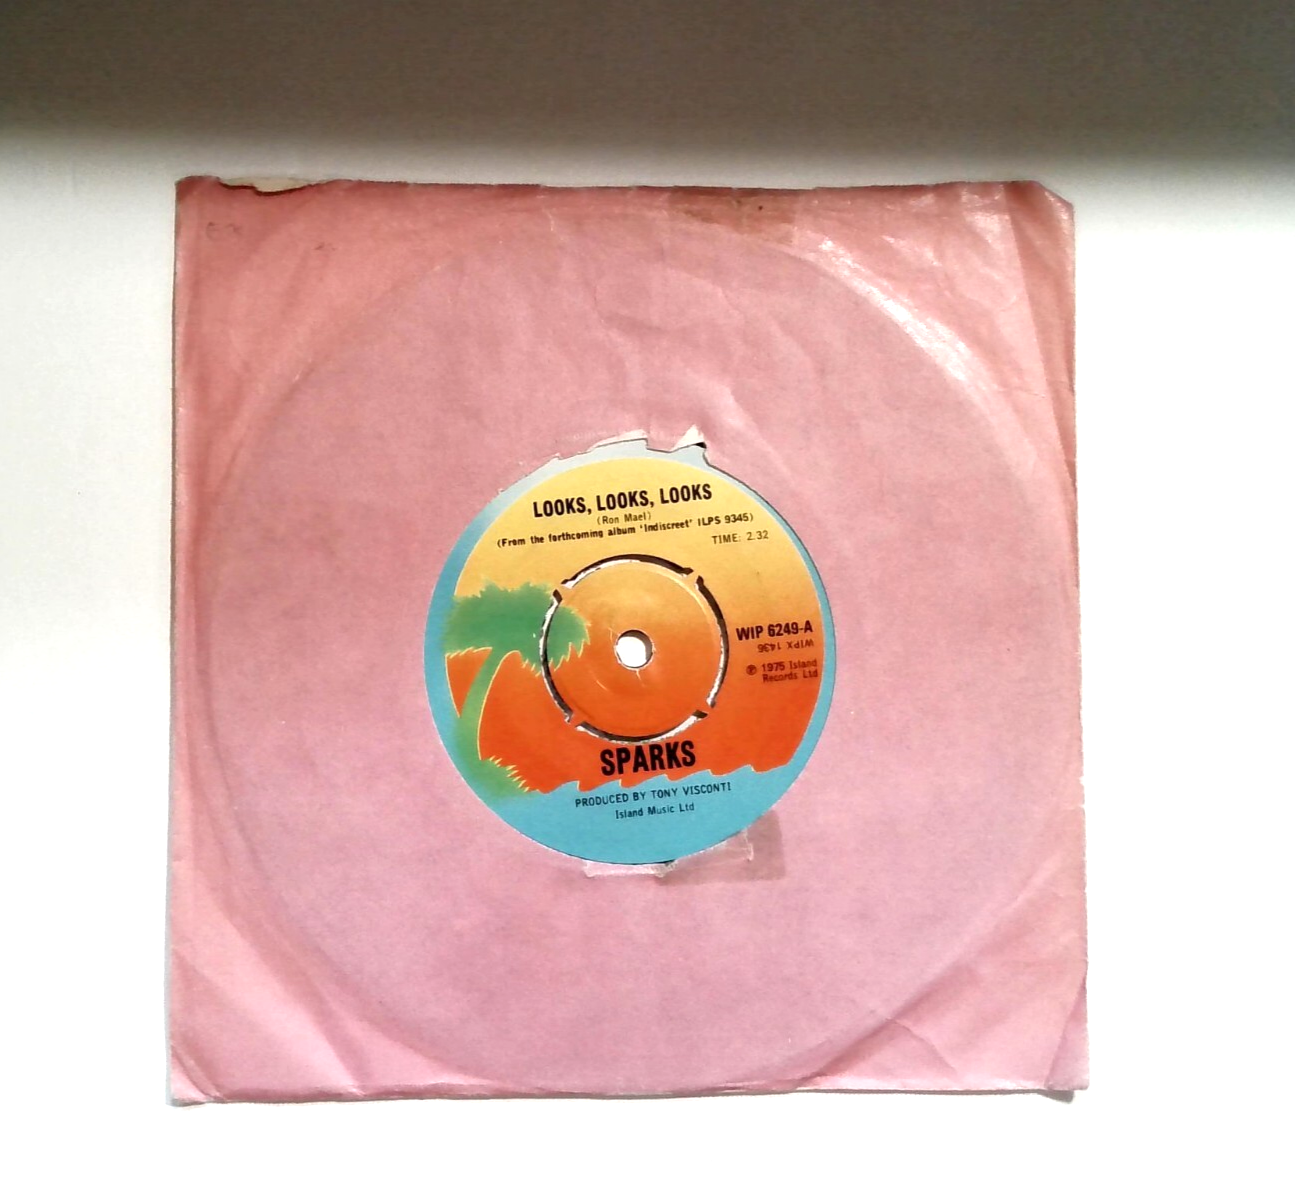 LOOKS, LOOKS, LOOKS
(Ron Mael)
(From the forthcoming album 'Indiscreet' ILPS 9345)
TIME: 2.32
WIP 6249-A
WIPX 1436
℗ 1975 Island
Records Ltd
SPARKS
PRODUCED BY TONY VISCONTI
Island Music Ltd